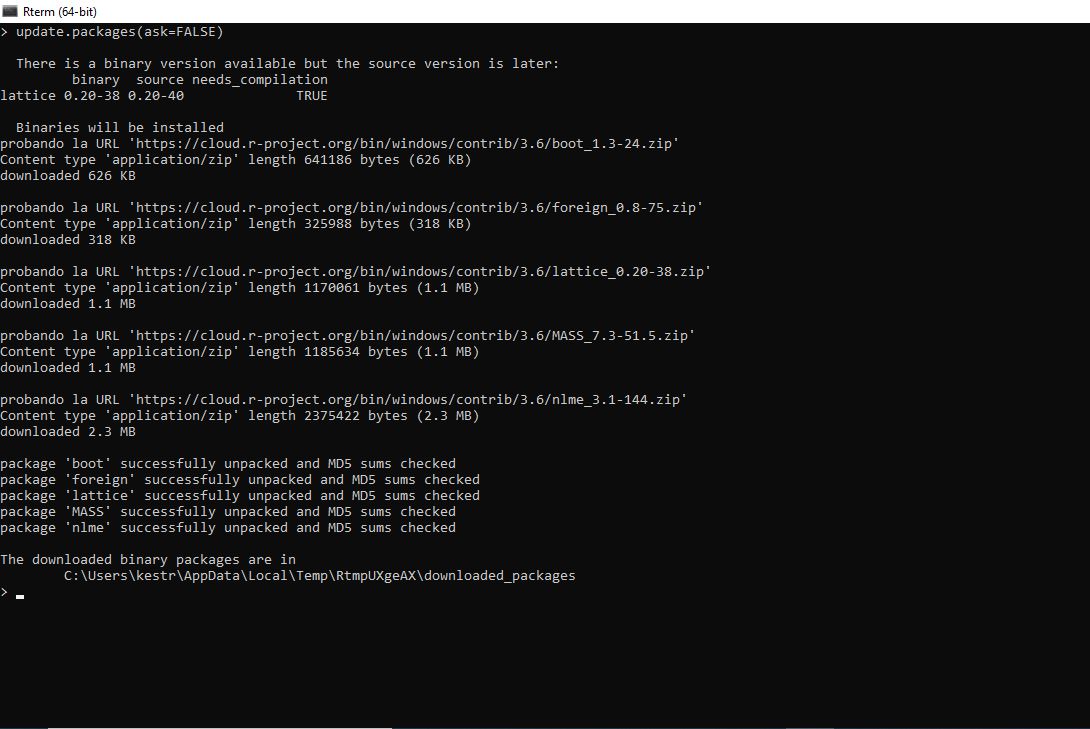 Rterm (64-bit)
> update.packages(ask=FALSE)
  There is a binary version available but the source version is later:
         binary  source needs_compilation
lattice 0.20-38 0.20-40              TRUE
  Binaries will be installed
probando la URL 'https://cloud.r-project.org/bin/windows/contrib/3.6/boot_1.3-24.zip'
Content type 'application/zip' length 641186 bytes (626 KB)
downloaded 626 KB
probando la URL 'https://cloud.r-project.org/bin/windows/contrib/3.6/foreign_0.8-75.zip'
Content type 'application/zip' length 325988 bytes (318 KB)
downloaded 318 KB
probando la URL 'https://cloud.r-project.org/bin/windows/contrib/3.6/lattice_0.20-38.zip'
Content type 'application/zip' length 1170061 bytes (1.1 MB)
downloaded 1.1 MB
probando la URL 'https://cloud.r-project.org/bin/windows/contrib/3.6/MASS_7.3-51.5.zip'
Content type 'application/zip' length 1185634 bytes (1.1 MB)
downloaded 1.1 MB
probando la URL 'https://cloud.r-project.org/bin/windows/contrib/3.6/nlme_3.1-144.zip'
Content type 'application/zip' length 2375422 bytes (2.3 MB)
downloaded 2.3 MB
package 'boot' successfully unpacked and MD5 sums checked
package 'foreign' successfully unpacked and MD5 sums checked
package 'lattice' successfully unpacked and MD5 sums checked
package 'MASS' successfully unpacked and MD5 sums checked
package 'nlme' successfully unpacked and MD5 sums checked
The downloaded binary packages are in
        C:\Users\kestr\AppData\Local\Temp\RtmpUXgeAX\downloaded_packages
> _